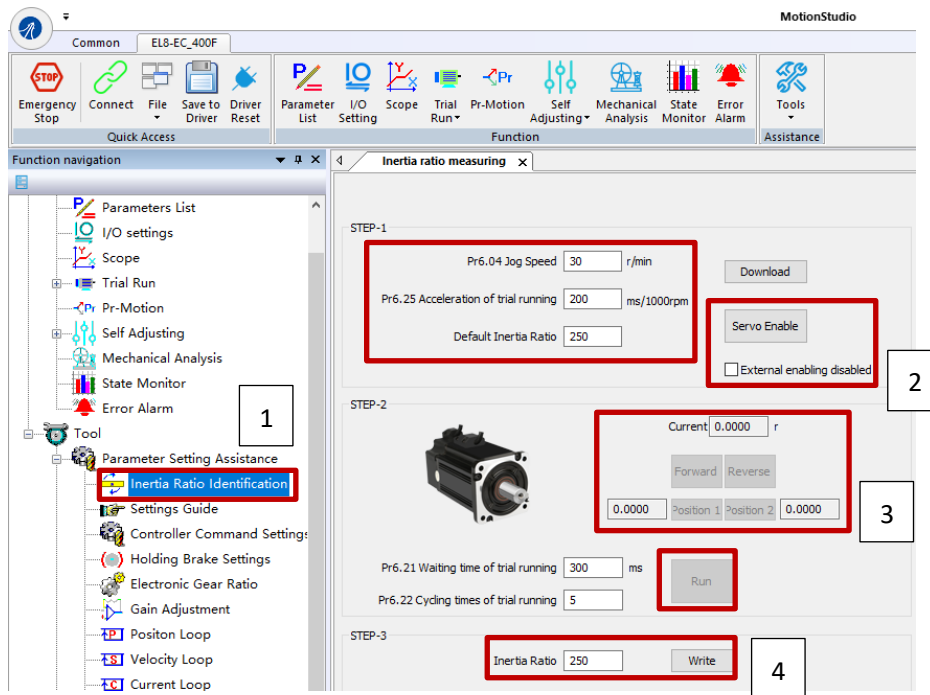 MotionStudio
Common EL8-EC_400F
STOP
Emergency Stop
Connect
File
Save to Driver
Driver Reset
Parameter List
I/O Setting
Scope
Trial Run
Pr-Motion
Self Adjusting
Mechanical Analysis
State Monitor
Error Alarm
Tools
Quick Access
Function
Assistance
Function navigation
Inertia ratio measuring
Parameters List
I/O settings
Scope
Trial Run
Pr-Motion
Self Adjusting
Mechanical Analysis
State Monitor
Error Alarm
Tool
Parameter Setting Assistance
Inertia Ratio Identification
Settings Guide
Controller Command Settings
Holding Brake Settings
Electronic Gear Ratio
Gain Adjustment
Positon Loop
Velocity Loop
Current Loop
1
STEP-1
Pr6.04 Jog Speed 30 r/min
Pr6.25 Acceleration of trial running 200 ms/1000rpm
Default Inertia Ratio 250
Download
Servo Enable
External enabling disabled
2
STEP-2
Current 0.0000 r
Forward Reverse
0.0000 Position 1 Position 2 0.0000
3
Pr6.21 Waiting time of trial running 300 ms
Pr6.22 Cycling times of trial running 5
Run
STEP-3
Inertia Ratio 250 Write
4